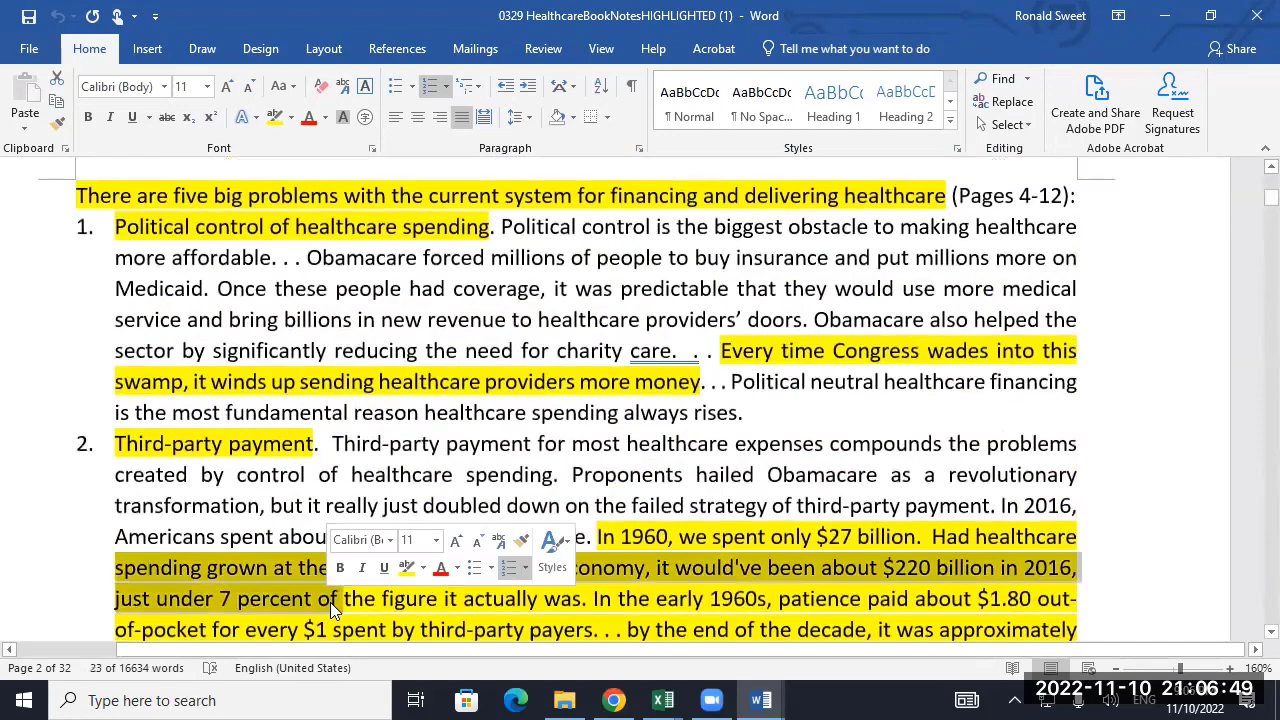 0329 HealthcareBookNotesHIGHLIGHTED (1) - Word
Ronald Sweet
File Home Insert Draw Design Layout References Mailings Review View Help Acrobat Tell me what you want to do Share
Paste
Calibri (Body) 11
Find
Replace
Select
AaBbCcDc AaBbCcDc AaBbCc AaBbCcE
¶ Normal ¶ No Spac... Heading 1 Heading 2
Create and Share Adobe PDF
Request Signatures
Clipboard Font Paragraph Styles Editing Adobe Acrobat
There are five big problems with the current system for financing and delivering healthcare (Pages 4-12):
1. Political control of healthcare spending. Political control is the biggest obstacle to making healthcare
more affordable. . . Obamacare forced millions of people to buy insurance and put millions more on
Medicaid. Once these people had coverage, it was predictable that they would use more medical
service and bring billions in new revenue to healthcare providers’ doors. Obamacare also helped the
sector by significantly reducing the need for charity care. . . Every time Congress wades into this
swamp, it winds up sending healthcare providers more money. . . Political neutral healthcare financing
is the most fundamental reason healthcare spending always rises.
2. Third-party payment. Third-party payment for most healthcare expenses compounds the problems
created by control of healthcare spending. Proponents hailed Obamacare as a revolutionary
transformation, but it really just doubled down on the failed strategy of third-party payment. In 2016,
Americans spent abou e. In 1960, we spent only $27 billion. Had healthcare
spending grown at the conomy, it would've been about $220 billion in 2016,
just under 7 percent of the figure it actually was. In the early 1960s, patience paid about $1.80 out-
of-pocket for every $1 spent by third-party payers. . . by the end of the decade, it was approximately
Calibri (B 11
Styles
Page 2 of 32 23 of 16634 words English (United States) 160%
Type here to search
2022-11-10 21:06:49
ENG
11/10/2022